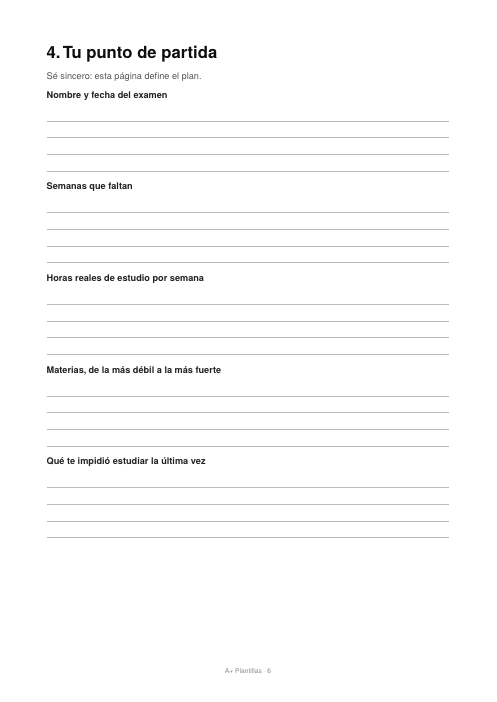 4. Tu punto de partida
Sé sincero: esta página define el plan.
Nombre y fecha del examen
Semanas que faltan
Horas reales de estudio por semana
Materias, de la más débil a la más fuerte
Qué te impidió estudiar la última vez
A+ Plantillas · 6